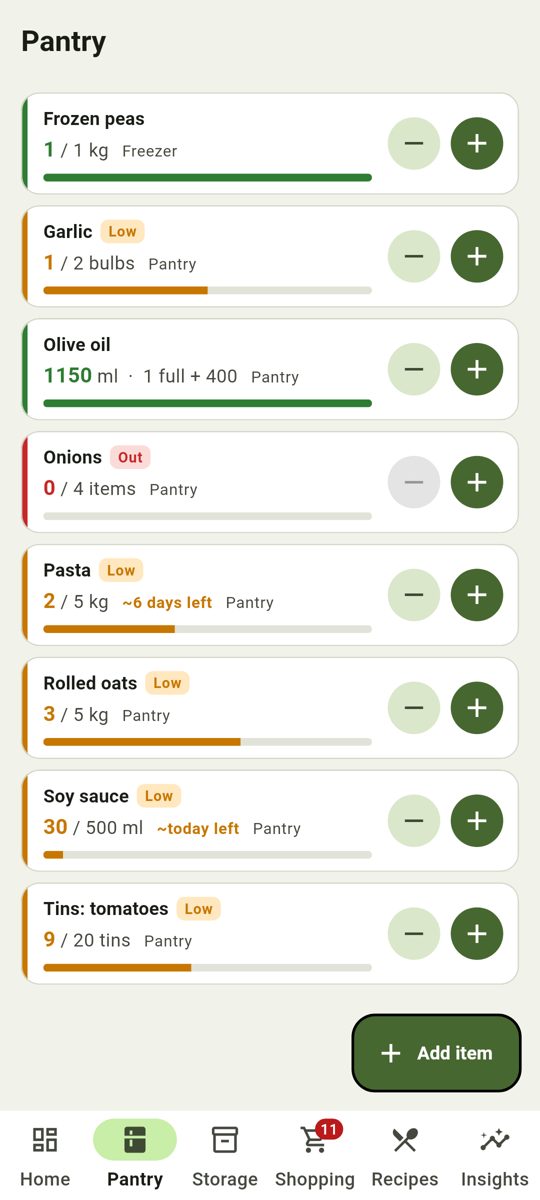 Pantry
Frozen peas
1 / 1 kg Freezer
Garlic Low
1 / 2 bulbs Pantry
Olive oil
1150 ml · 1 full + 400 Pantry
Onions Out
0 / 4 items Pantry
Pasta Low
2 / 5 kg ~6 days left Pantry
Rolled oats Low
3 / 5 kg Pantry
Soy sauce Low
30 / 500 ml ~today left Pantry
Tins: tomatoes Low
9 / 20 tins Pantry
+ Add item
11
Home Pantry Storage Shopping Recipes Insights